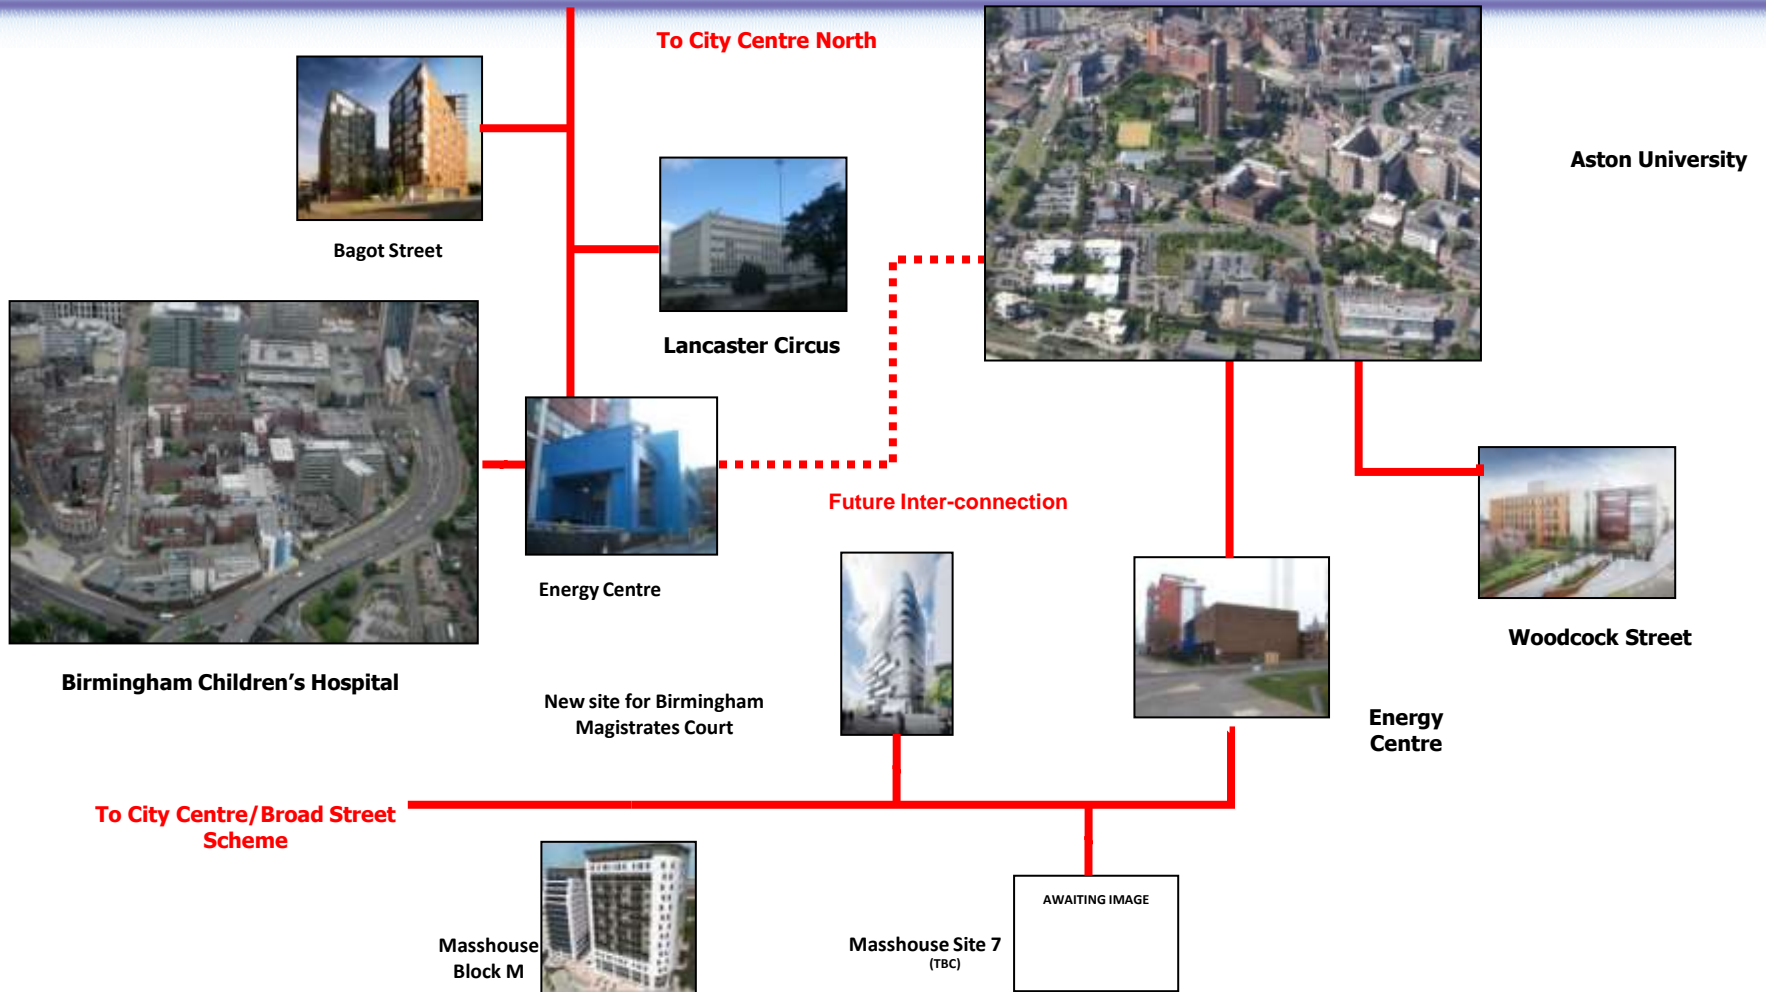 To City Centre North
Aston University
Bagot Street
Lancaster Circus
Future Inter-connection
Energy Centre
Woodcock Street
Birmingham Children’s Hospital
New site for Birmingham
Magistrates Court
Energy
Centre
To City Centre/Broad Street
Scheme
AWAITING IMAGE
Masshouse
Block M
Masshouse Site 7
(TBC)